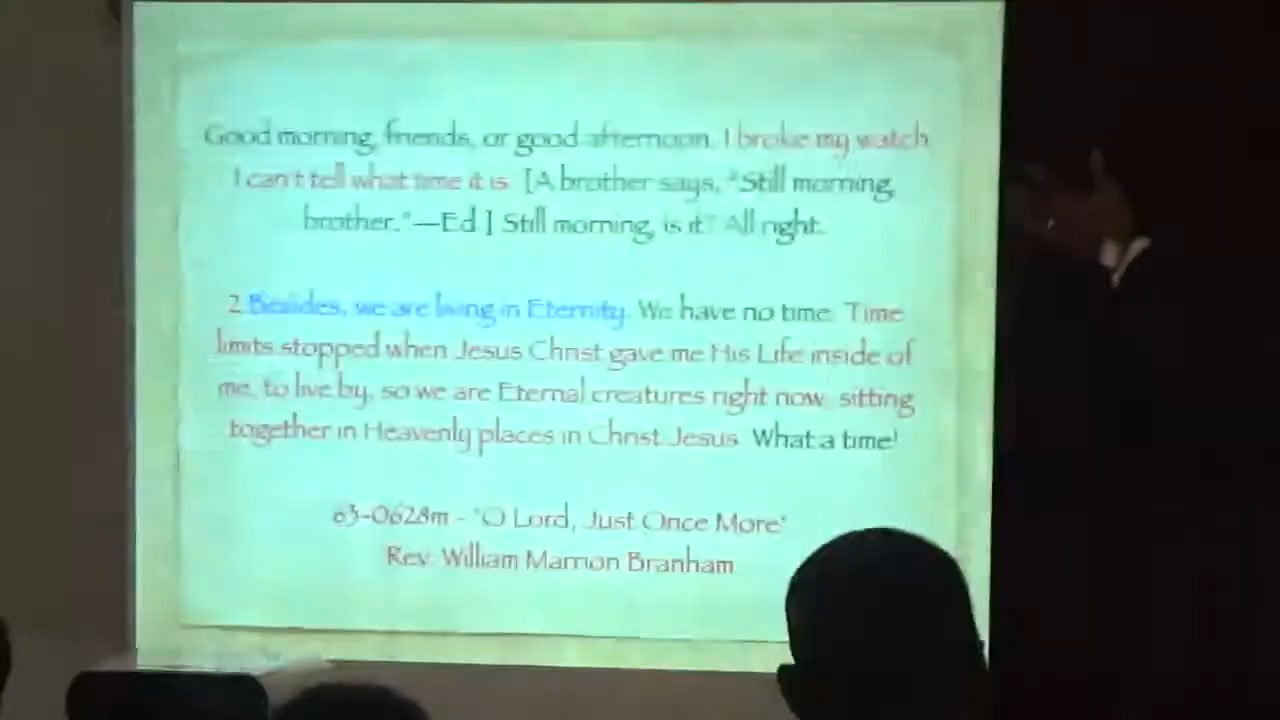 Good morning, friends, or good afternoon. I broke my watch
I can't tell what time it is. [A brother says, "Still morning,
brother."—Ed.] Still morning, is it? All right.
2 Besides, we are living in Eternity. We have no time. Time
limits stopped when Jesus Christ gave me His Life inside of
me, to live by, so we are Eternal creatures right now, sitting
together in Heavenly places in Christ Jesus. What a time!
63-0628m - "O Lord, Just Once More"
Rev. William Marrion Branham